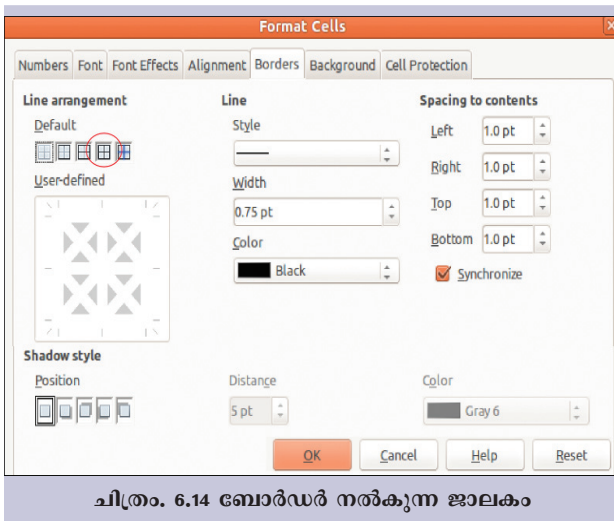 Format Cells
Numbers Font Font Effects Alignment Borders Background Cell Protection
Line arrangement
Default
User-defined
Line
Style
Width
0.75 pt
Color
Black
Spacing to contents
Left 1.0 pt
Right 1.0 pt
Top 1.0 pt
Bottom 1.0 pt
Synchronize
Shadow style
Position
Distance
5 pt
Color
Gray 6
OK Cancel Help Reset
ചിത്രം. 6.14 ബോർഡർ നൽകുന്ന ജാലകം